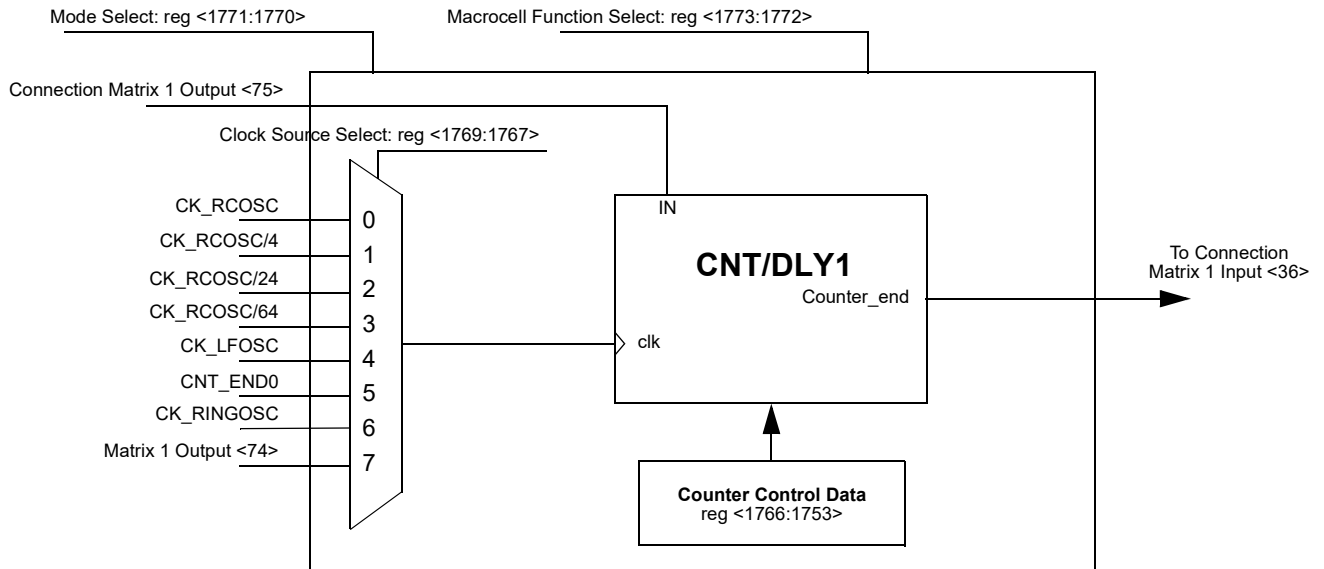 Mode Select: reg <1771:1770>
Macrocell Function Select: reg <1773:1772>
Connection Matrix 1 Output <75>
Clock Source Select: reg <1769:1767>
CK_RCOSC
0
CK_RCOSC/4
1
CK_RCOSC/24
2
CK_RCOSC/64
3
CK_LFOSC
4
CNT_END0
5
CK_RINGOSC
6
Matrix 1 Output <74>
7
IN
CNT/DLY1
Counter_end
clk
To Connection
Matrix 1 Input <36>
Counter Control Data
reg <1766:1753>